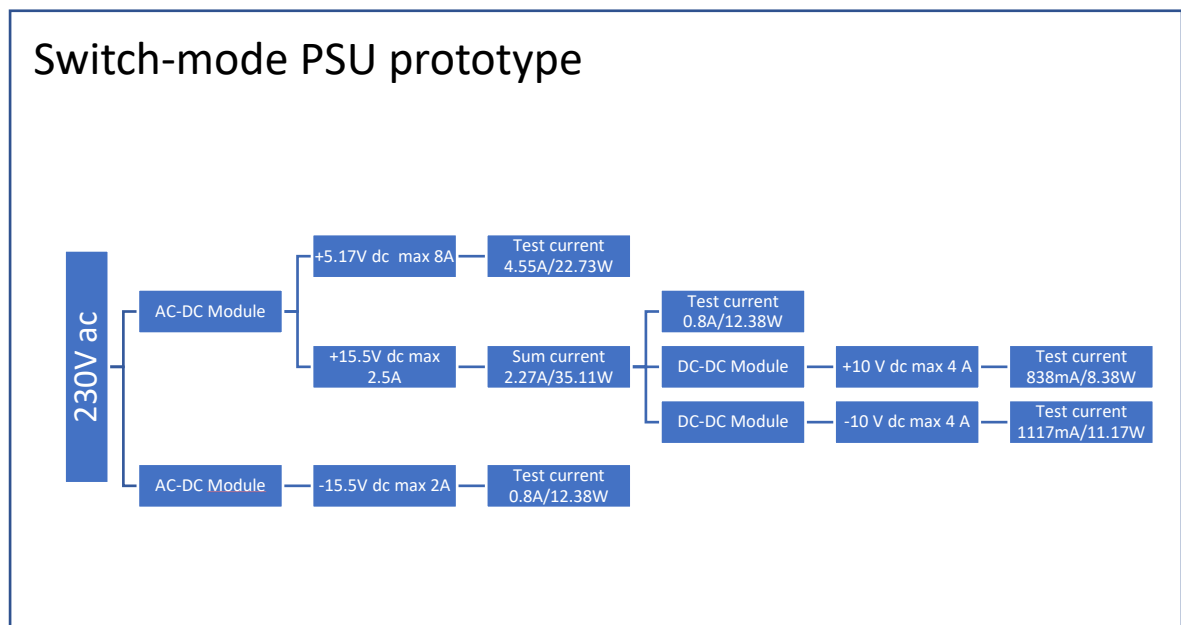 Switch-mode PSU prototype
230V ac
AC-DC Module
+5.17V dc  max 8A
Test current
4.55A/22.73W
+15.5V dc max
2.5A
Sum current
2.27A/35.11W
Test current
0.8A/12.38W
DC-DC Module
+10 V dc max 4 A
Test current
838mA/8.38W
DC-DC Module
-10 V dc max 4 A
Test current
1117mA/11.17W
AC-DC Module
-15.5V dc max 2A
Test current
0.8A/12.38W